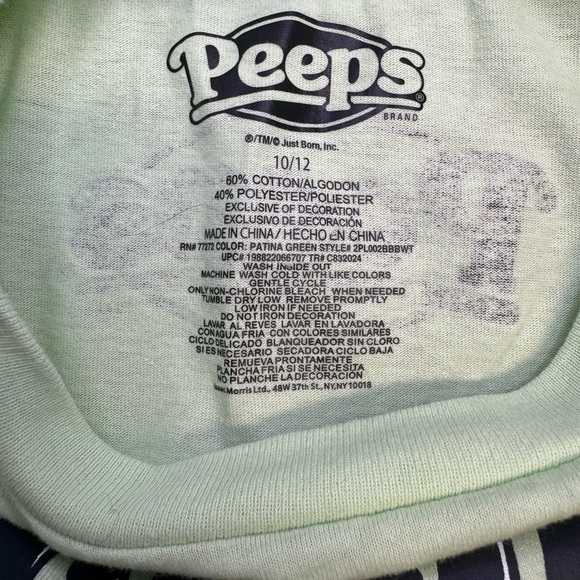 Peeps
®
BRAND
®/TM/© Just Born, Inc.
10/12
60% COTTON/ALGODON
40% POLYESTER/POLIESTER
EXCLUSIVE OF DECORATION
EXCLUSIVO DE DECORACIÓN
MADE IN CHINA / HECHO EN CHINA
RN# 77272 COLOR: PATINA GREEN STYLE# 2PL002BBBWT
UPC# 198822066707 TR# C832024
WASH INSIDE OUT
MACHINE WASH COLD WITH LIKE COLORS
GENTLE CYCLE
ONLY NON-CHLORINE BLEACH WHEN NEEDED
TUMBLE DRY LOW REMOVE PROMPTLY
LOW IRON IF NEEDED
DO NOT IRON DECORATION
LAVAR AL REVES LAVAR EN LAVADORA
CON AGUA FRIA CON COLORES SIMILARES
CICLO DELICADO BLANQUEADOR SIN CLORO
SI ES NECESARIO SECADORA CICLO BAJA
REMUEVA PRONTAMENTE
PLANCHA FRIA SI SE NECESITA
NO PLANCHE LA DECORACION
Morris Ltd., 48W 37th St., NY, NY 10018